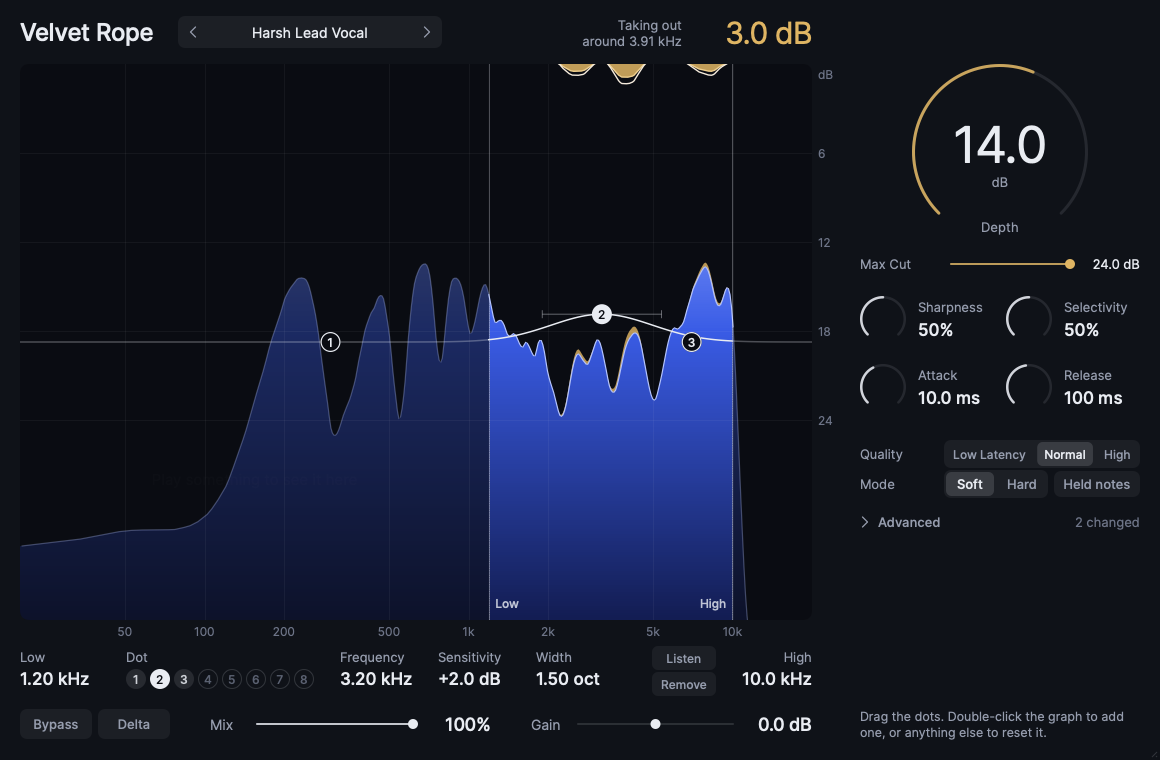 Velvet Rope
Harsh Lead Vocal
Taking out
around 3.91 kHz
3.0 dB
dB
6
12
18
24
1
2
3
Low
High
50
100
200
500
1k
2k
5k
10k
14.0
dB
Depth
Max Cut
24.0 dB
Sharpness
50%
Selectivity
50%
Attack
10.0 ms
Release
100 ms
Quality
Low Latency
Normal
High
Mode
Soft
Hard
Held notes
Advanced
2 changed
Low
1.20 kHz
Dot
1 2 3 4 5 6 7 8
Frequency
3.20 kHz
Sensitivity
+2.0 dB
Width
1.50 oct
Listen
Remove
High
10.0 kHz
Bypass
Delta
Mix
100%
Gain
0.0 dB
Drag the dots. Double-click the graph to add
one, or anything else to reset it.